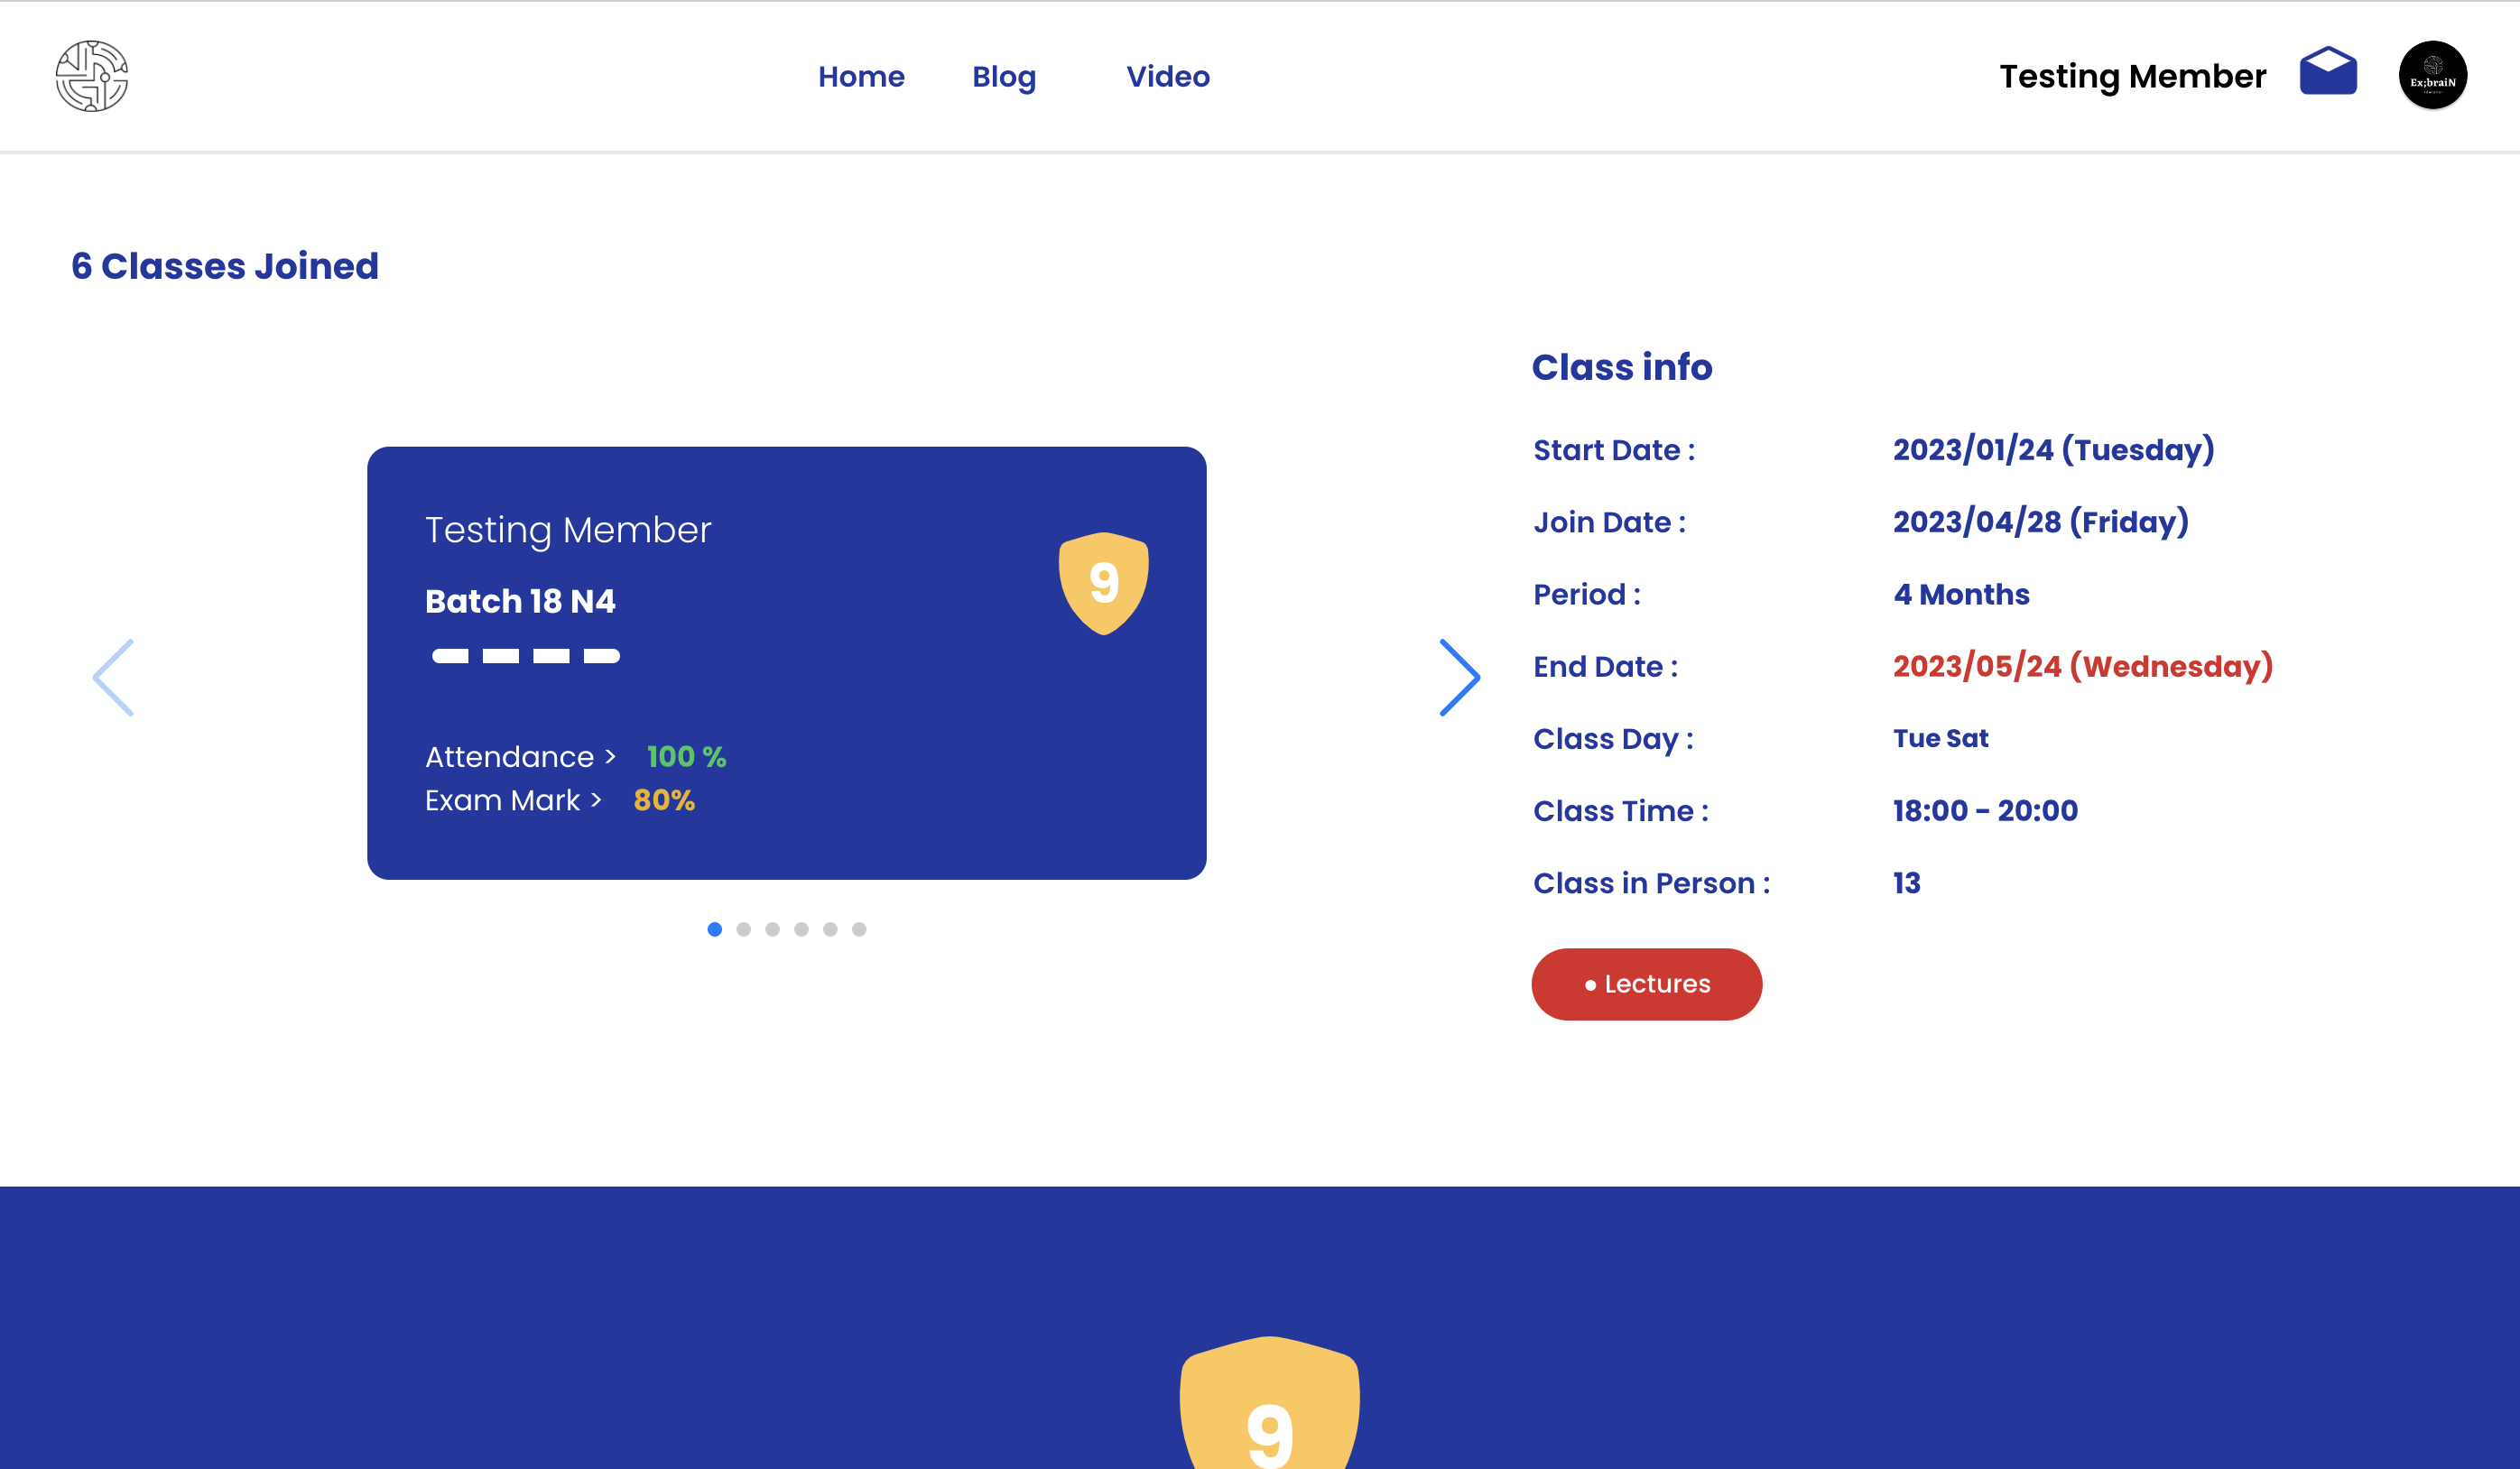 Home Blog Video Testing Member
Ex;braiN
6 Classes Joined
Testing Member
9
Batch 18 N4
Attendance > 100 %
Exam Mark > 80%
Class info
Start Date : 2023/01/24 (Tuesday)
Join Date : 2023/04/28 (Friday)
Period : 4 Months
End Date : 2023/05/24 (Wednesday)
Class Day : Tue Sat
Class Time : 18:00 - 20:00
Class in Person : 13
• Lectures
9